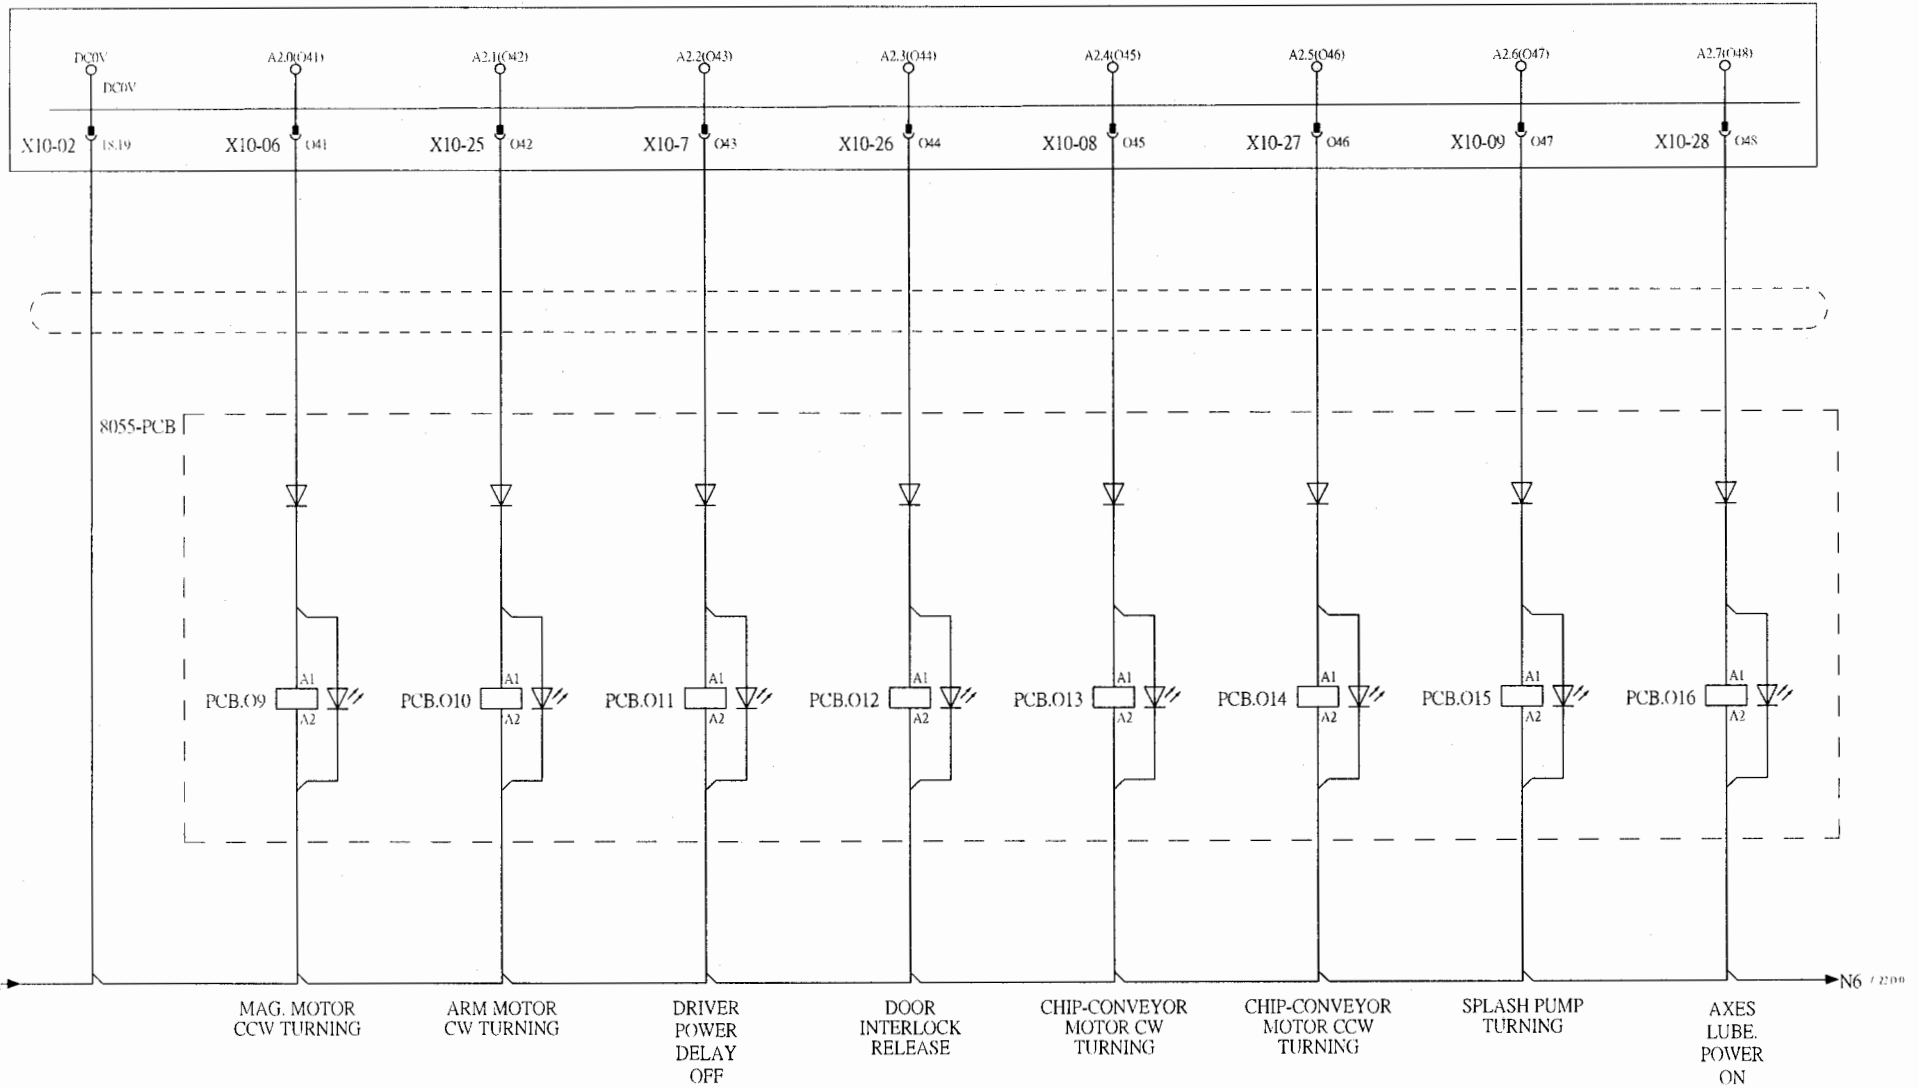 DC0V A2.0(O41) A2.1(O42) A2.2(O43) A2.3(O44) A2.4(O45) A2.5(O46) A2.6(O47) A2.7(O48)
DC0V
X10-02 18.19 X10-06 O41 X10-25 O42 X10-7 O43 X10-26 O44 X10-08 O45 X10-27 O46 X10-09 O47 X10-28 O48
8055-PCB
A1 A1 A1 A1 A1 A1 A1 A1
PCB.O9 PCB.O10 PCB.O11 PCB.O12 PCB.O13 PCB.O14 PCB.O15 PCB.O16
A2 A2 A2 A2 A2 A2 A2 A2
N6
MAG. MOTOR
CCW TURNING
ARM MOTOR
CW TURNING
DRIVER
POWER
DELAY
OFF
DOOR
INTERLOCK
RELEASE
CHIP-CONVEYOR
MOTOR CW
TURNING
CHIP-CONVEYOR
MOTOR CCW
TURNING
SPLASH PUMP
TURNING
AXES
LUBE.
POWER
ON